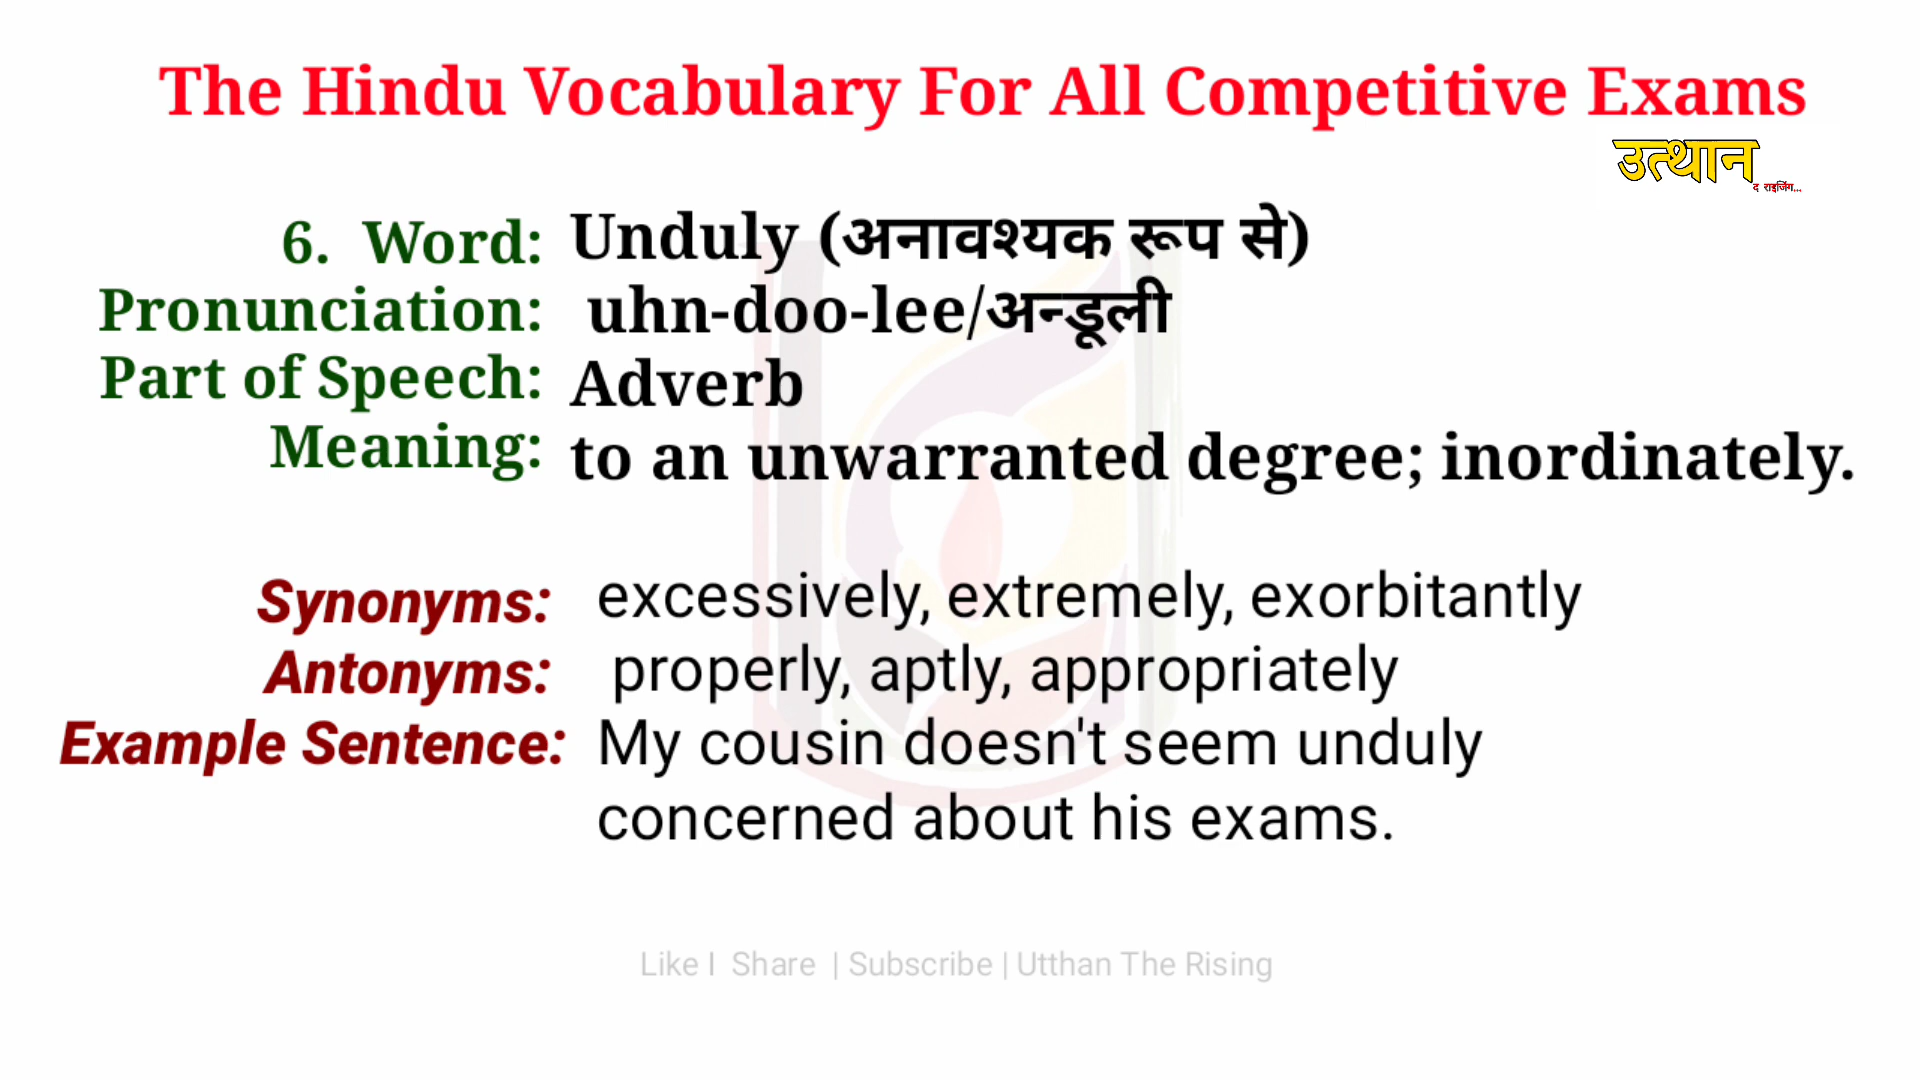 The Hindu Vocabulary For All Competitive Exams
उत्थान
द राइजिंग...
6. Word: Unduly (अनावश्यक रूप से)
Pronunciation: uhn-doo-lee/अन्डूली
Part of Speech: Adverb
Meaning: to an unwarranted degree; inordinately.
Synonyms: excessively, extremely, exorbitantly
Antonyms: properly, aptly, appropriately
Example Sentence: My cousin doesn't seem unduly
concerned about his exams.
Like I Share | Subscribe | Utthan The Rising